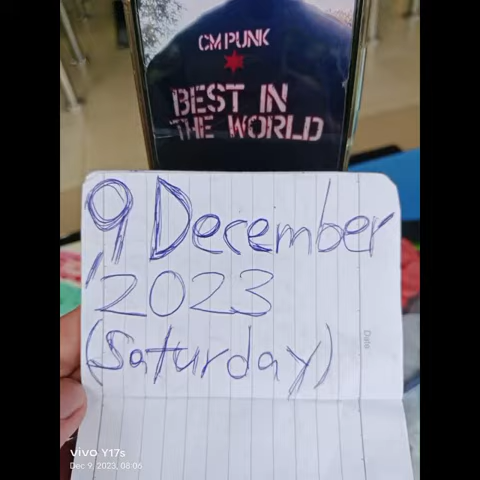 CM PUNK
BEST IN
THE WORLD
9 December
'2023
(Saturday)
Date
vivo Y17s
Dec 9, 2023, 08:06